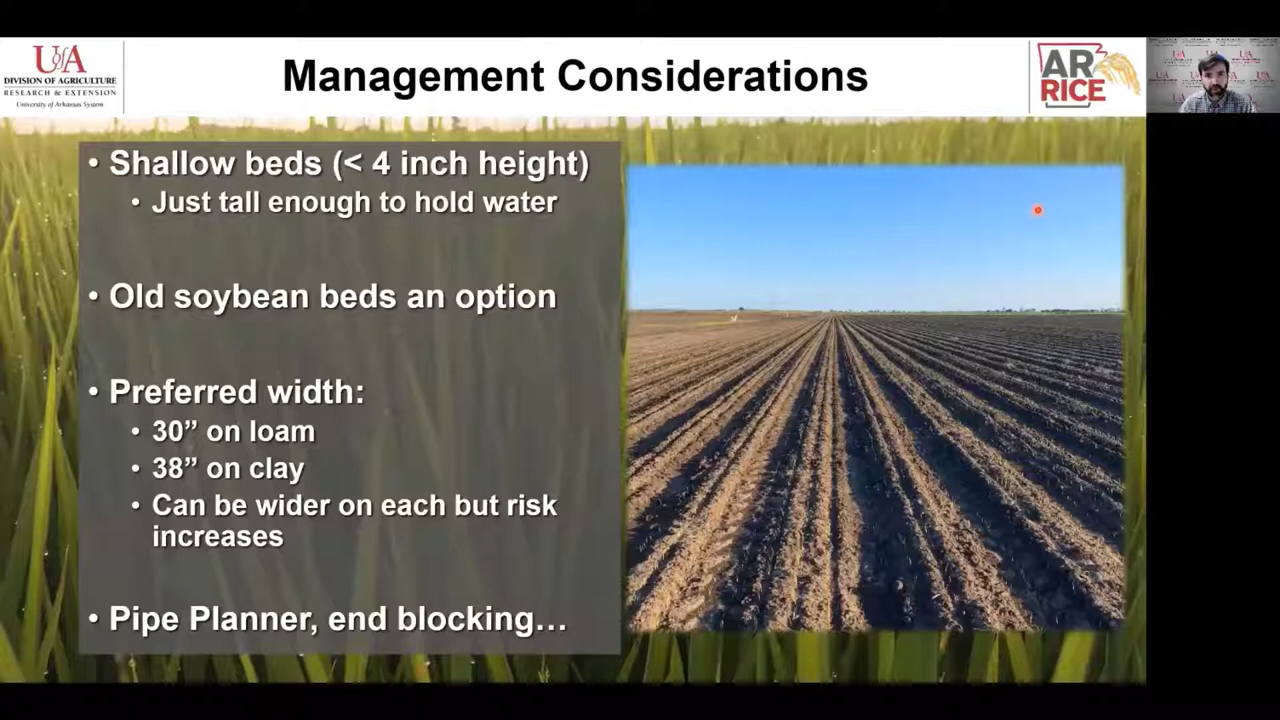 UofA
DIVISION OF AGRICULTURE
RESEARCH & EXTENSION
University of Arkansas System
Management Considerations
AR
RICE
• Shallow beds (< 4 inch height)
• Just tall enough to hold water
• Old soybean beds an option
• Preferred width:
• 30” on loam
• 38” on clay
• Can be wider on each but risk
increases
• Pipe Planner, end blocking…